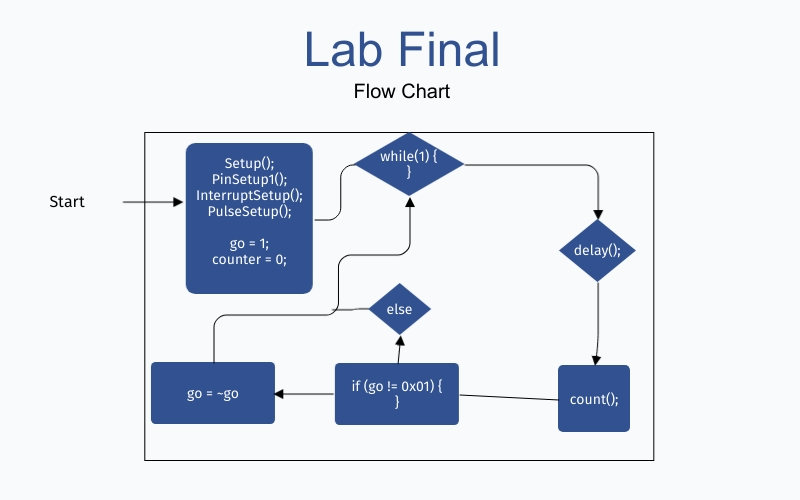 Lab Final
Flow Chart
Start
Setup();
PinSetup1();
InterruptSetup();
PulseSetup();
go = 1;
counter = 0;
while(1) {
}
delay();
else
go = ~go
if (go != 0x01) {
}
count();